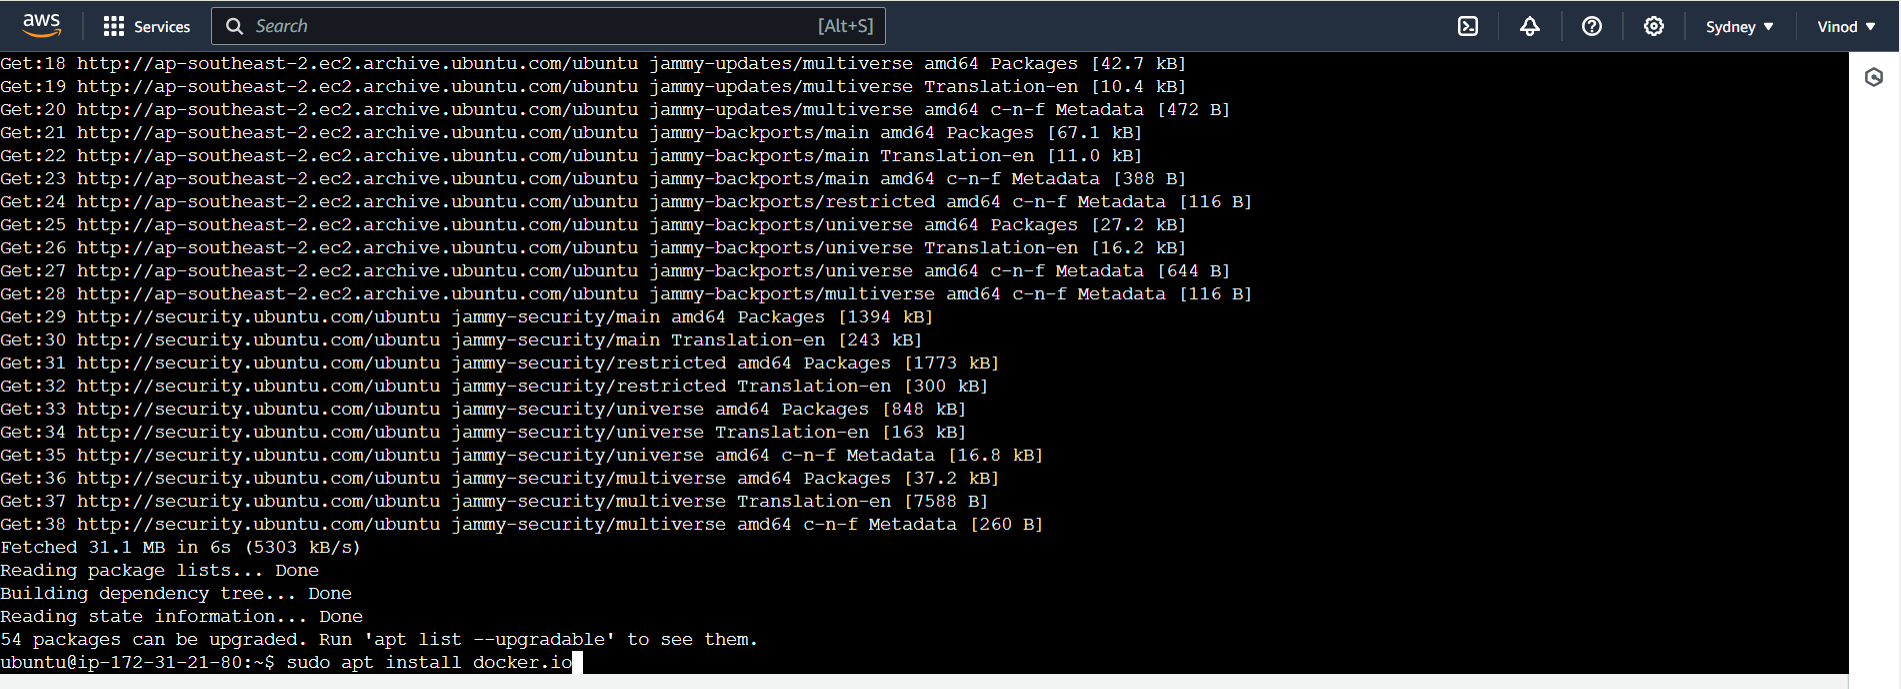 aws Services Search [Alt+S] Sydney Vinod
Get:18 http://ap-southeast-2.ec2.archive.ubuntu.com/ubuntu jammy-updates/multiverse amd64 Packages [42.7 kB]
Get:19 http://ap-southeast-2.ec2.archive.ubuntu.com/ubuntu jammy-updates/multiverse Translation-en [10.4 kB]
Get:20 http://ap-southeast-2.ec2.archive.ubuntu.com/ubuntu jammy-updates/multiverse amd64 c-n-f Metadata [472 B]
Get:21 http://ap-southeast-2.ec2.archive.ubuntu.com/ubuntu jammy-backports/main amd64 Packages [67.1 kB]
Get:22 http://ap-southeast-2.ec2.archive.ubuntu.com/ubuntu jammy-backports/main Translation-en [11.0 kB]
Get:23 http://ap-southeast-2.ec2.archive.ubuntu.com/ubuntu jammy-backports/main amd64 c-n-f Metadata [388 B]
Get:24 http://ap-southeast-2.ec2.archive.ubuntu.com/ubuntu jammy-backports/restricted amd64 c-n-f Metadata [116 B]
Get:25 http://ap-southeast-2.ec2.archive.ubuntu.com/ubuntu jammy-backports/universe amd64 Packages [27.2 kB]
Get:26 http://ap-southeast-2.ec2.archive.ubuntu.com/ubuntu jammy-backports/universe Translation-en [16.2 kB]
Get:27 http://ap-southeast-2.ec2.archive.ubuntu.com/ubuntu jammy-backports/universe amd64 c-n-f Metadata [644 B]
Get:28 http://ap-southeast-2.ec2.archive.ubuntu.com/ubuntu jammy-backports/multiverse amd64 c-n-f Metadata [116 B]
Get:29 http://security.ubuntu.com/ubuntu jammy-security/main amd64 Packages [1394 kB]
Get:30 http://security.ubuntu.com/ubuntu jammy-security/main Translation-en [243 kB]
Get:31 http://security.ubuntu.com/ubuntu jammy-security/restricted amd64 Packages [1773 kB]
Get:32 http://security.ubuntu.com/ubuntu jammy-security/restricted Translation-en [300 kB]
Get:33 http://security.ubuntu.com/ubuntu jammy-security/universe amd64 Packages [848 kB]
Get:34 http://security.ubuntu.com/ubuntu jammy-security/universe Translation-en [163 kB]
Get:35 http://security.ubuntu.com/ubuntu jammy-security/universe amd64 c-n-f Metadata [16.8 kB]
Get:36 http://security.ubuntu.com/ubuntu jammy-security/multiverse amd64 Packages [37.2 kB]
Get:37 http://security.ubuntu.com/ubuntu jammy-security/multiverse Translation-en [7588 B]
Get:38 http://security.ubuntu.com/ubuntu jammy-security/multiverse amd64 c-n-f Metadata [260 B]
Fetched 31.1 MB in 6s (5303 kB/s)
Reading package lists... Done
Building dependency tree... Done
Reading state information... Done
54 packages can be upgraded. Run 'apt list --upgradable' to see them.
ubuntu@ip-172-31-21-80:~$ sudo apt install docker.io